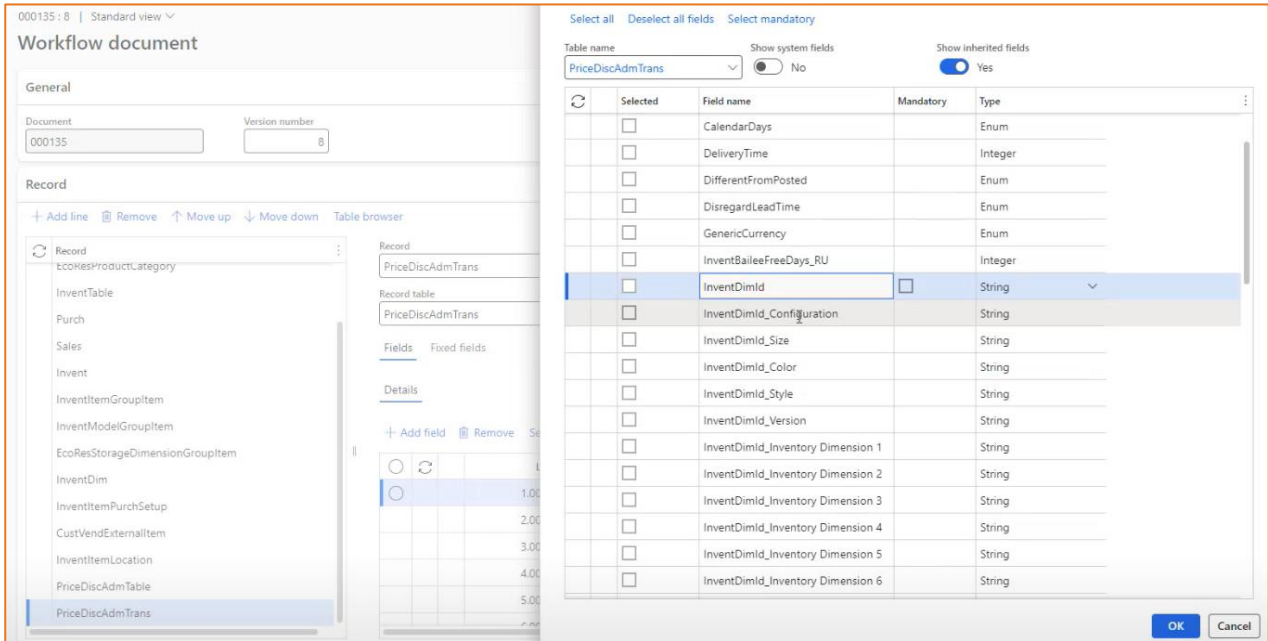 000135 : 8 | Standard view
Workflow document
General
Document
Version number
000135
8
Record
+ Add line Remove Move up Move down Table browser
Record
EcoResProductCategory
InventTable
Purch
Sales
Invent
InventItemGroupItem
InventModelGroupItem
EcoResStorageDimensionGroupItem
InventDim
InventItemPurchSetup
CustVendExternalItem
InventItemLocation
PriceDiscAdmTable
PriceDiscAdmTrans
Record
PriceDiscAdmTrans
Record table
PriceDiscAdmTrans
Fields Fixed fields
Details
+ Add field Remove Se
1.00
2.00
3.00
4.00
5.00
Select all Deselect all fields Select mandatory
Table name
Show system fields
Show inherited fields
PriceDiscAdmTrans
No
Yes
Selected Field name Mandatory Type
CalendarDays Enum
DeliveryTime Integer
DifferentFromPosted Enum
DisregardLeadTime Enum
GenericCurrency Enum
InventBaileeFreeDays_RU Integer
InventDimId String
InventDimId_Configuration String
InventDimId_Size String
InventDimId_Color String
InventDimId_Style String
InventDimId_Version String
InventDimId_Inventory Dimension 1 String
InventDimId_Inventory Dimension 2 String
InventDimId_Inventory Dimension 3 String
InventDimId_Inventory Dimension 4 String
InventDimId_Inventory Dimension 5 String
InventDimId_Inventory Dimension 6 String
OK Cancel